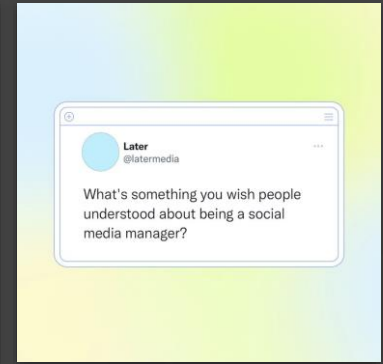 Later
@latermedia
What's something you wish people
understood about being a social
media manager?